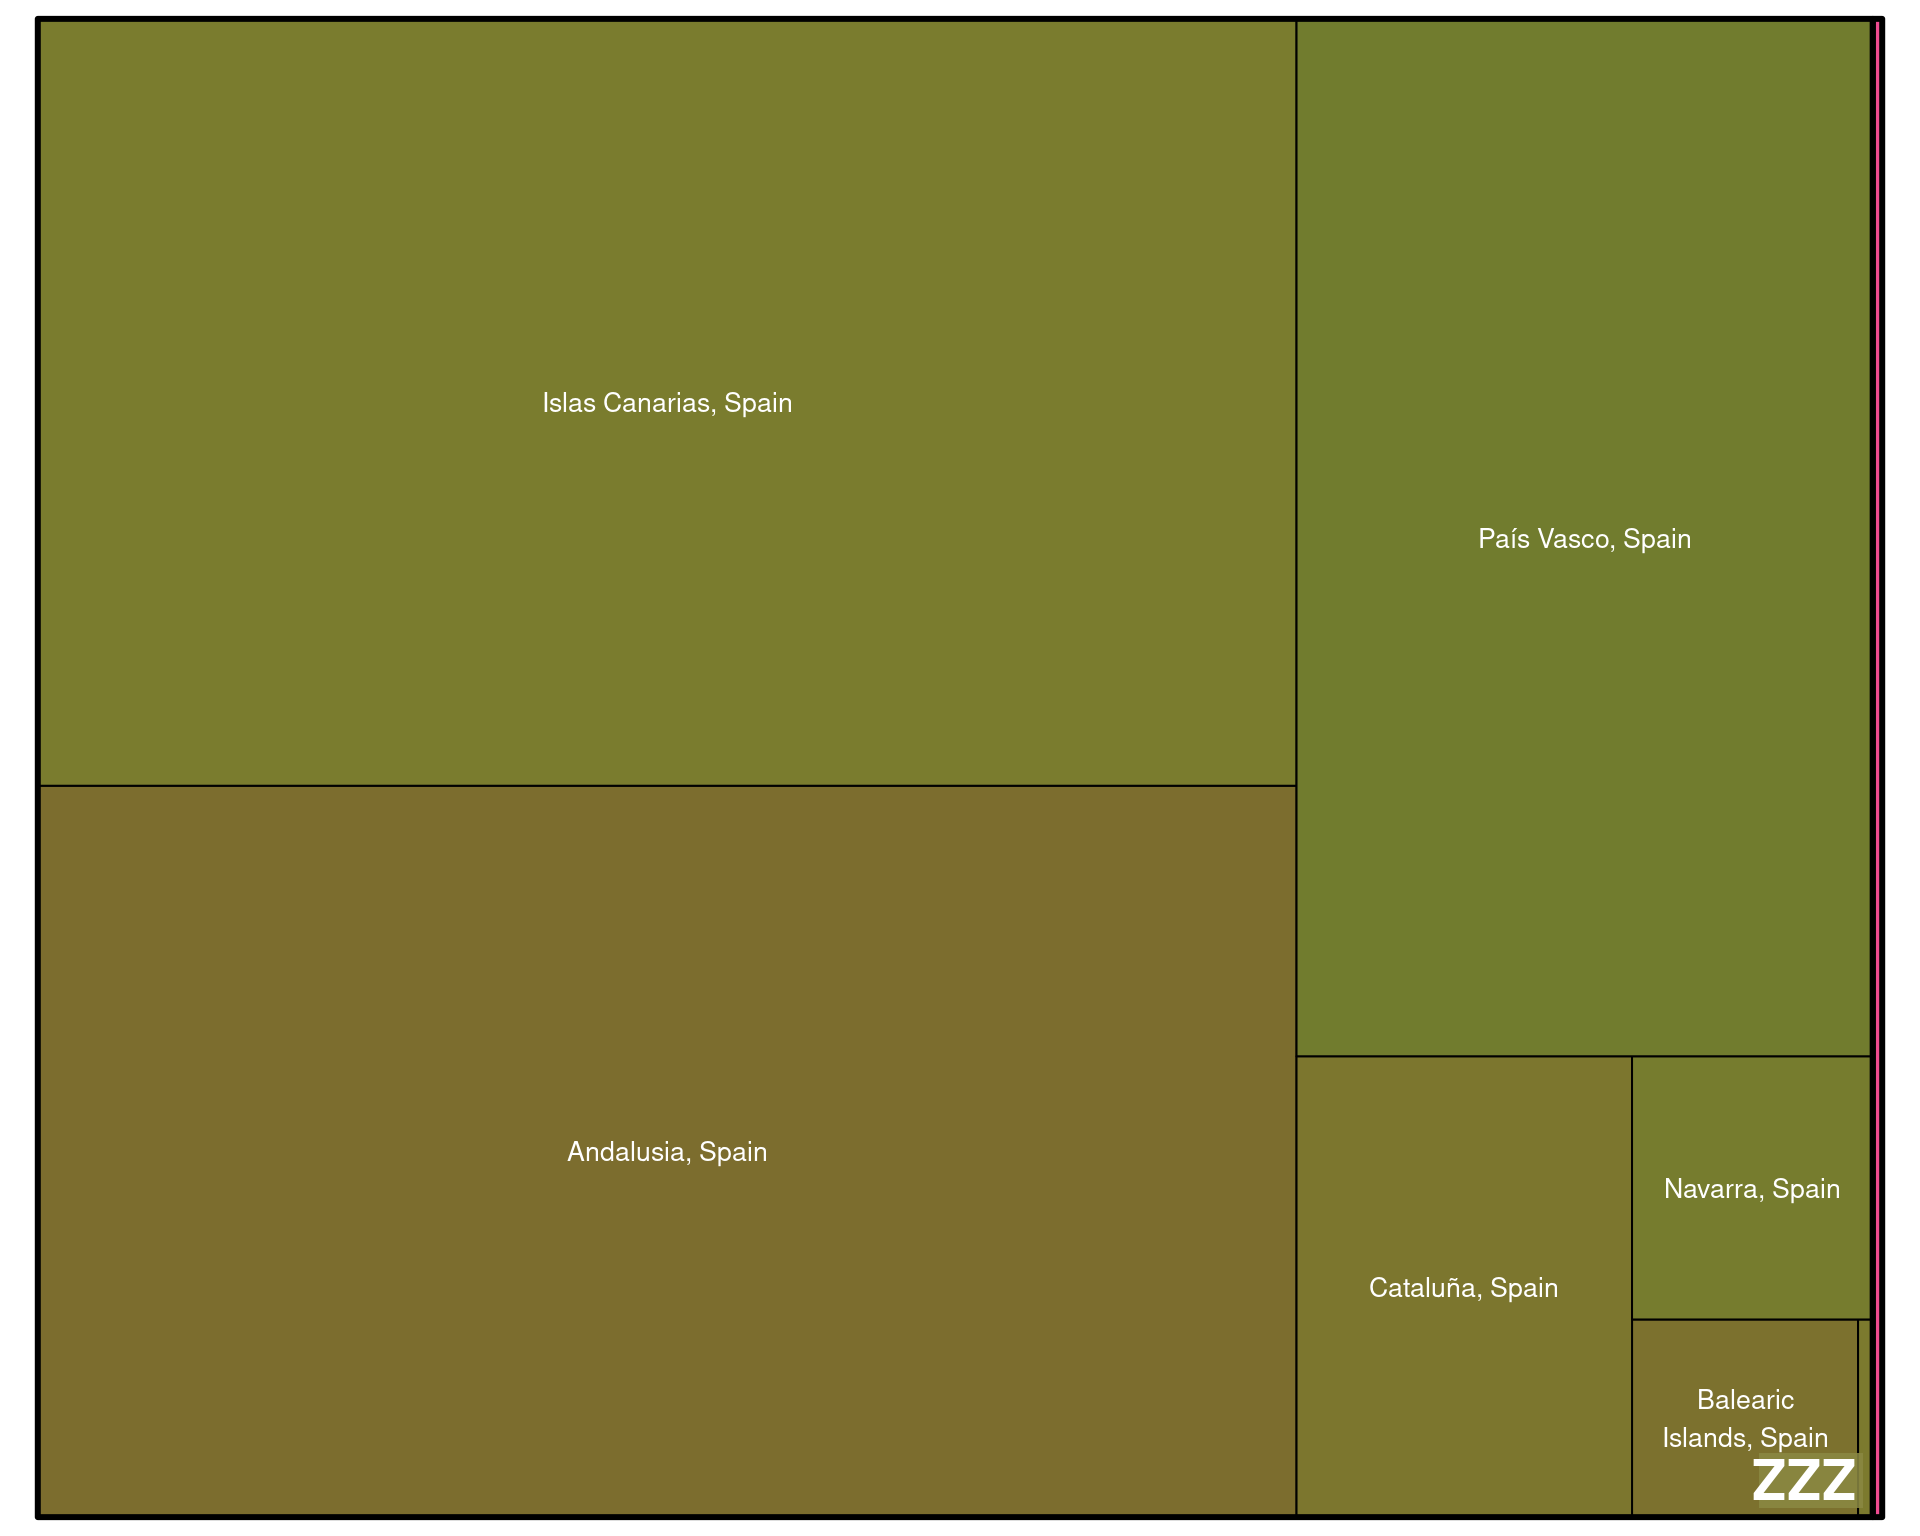 Islas Canarias, Spain
País Vasco, Spain
Andalusia, Spain
Navarra, Spain
Cataluña, Spain
Balearic
Islands, Spain
ZZZ